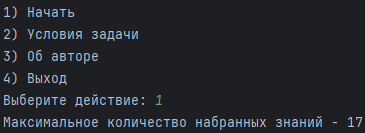 1) Начать
2) Условия задачи
3) Об авторе
4) Выход
Выберите действие: 1
Максимальное количество набранных знаний - 17